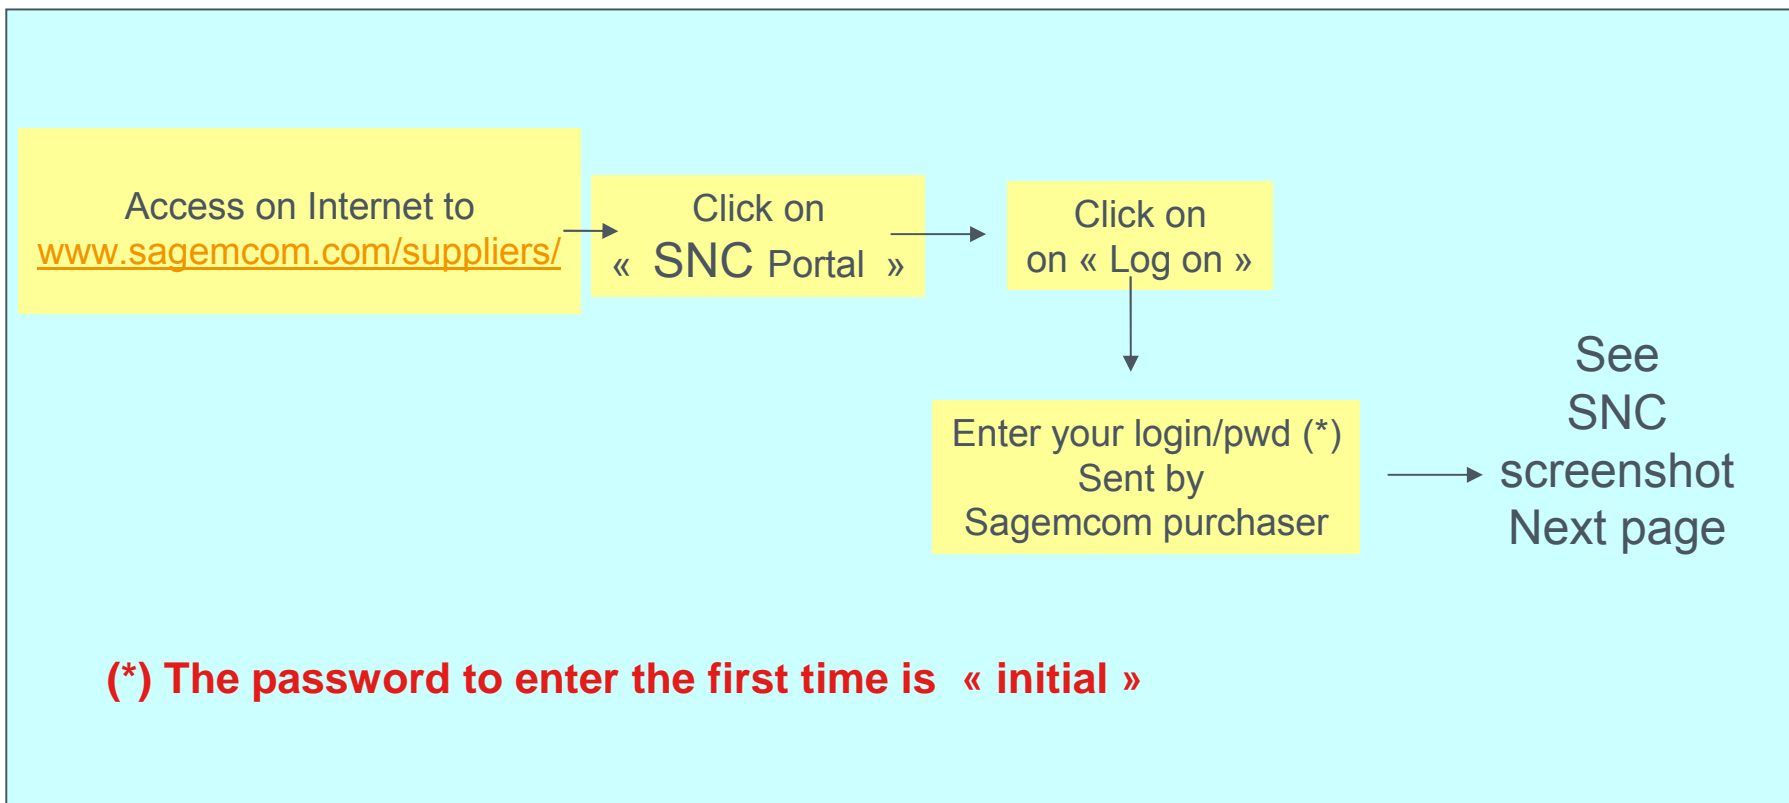 Access on Internet to
www.sagemcom.com/suppliers/
Click on
« SNC Portal »
Click on
on « Log on »
Enter your login/pwd (*)
Sent by
Sagemcom purchaser
See
SNC
screenshot
Next page
(*) The password to enter the first time is « initial »